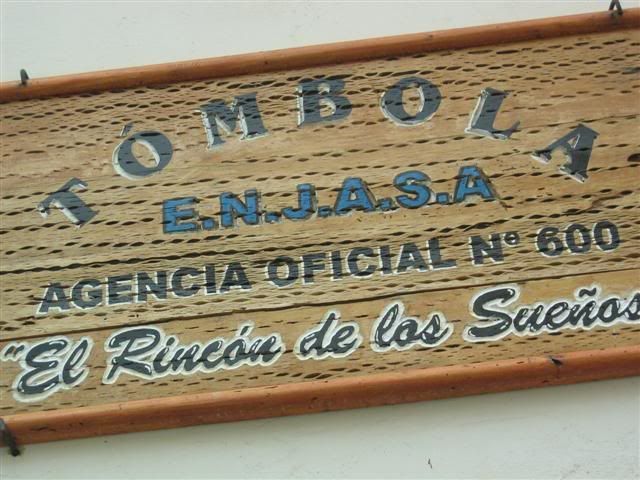 TÓMBOLA
E.N.J.A.S.A
AGENCIA OFICIAL Nº 600
"El Rincón de los Sueños